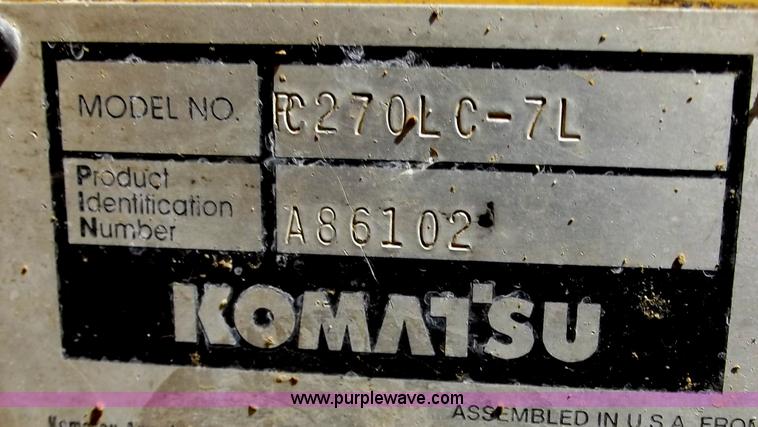 MODEL NO. PC270LC-7L
Product
Identification
Number A86102
KOMATSU
www.purplewave.com
ASSEMBLED IN U.S.A. FROM